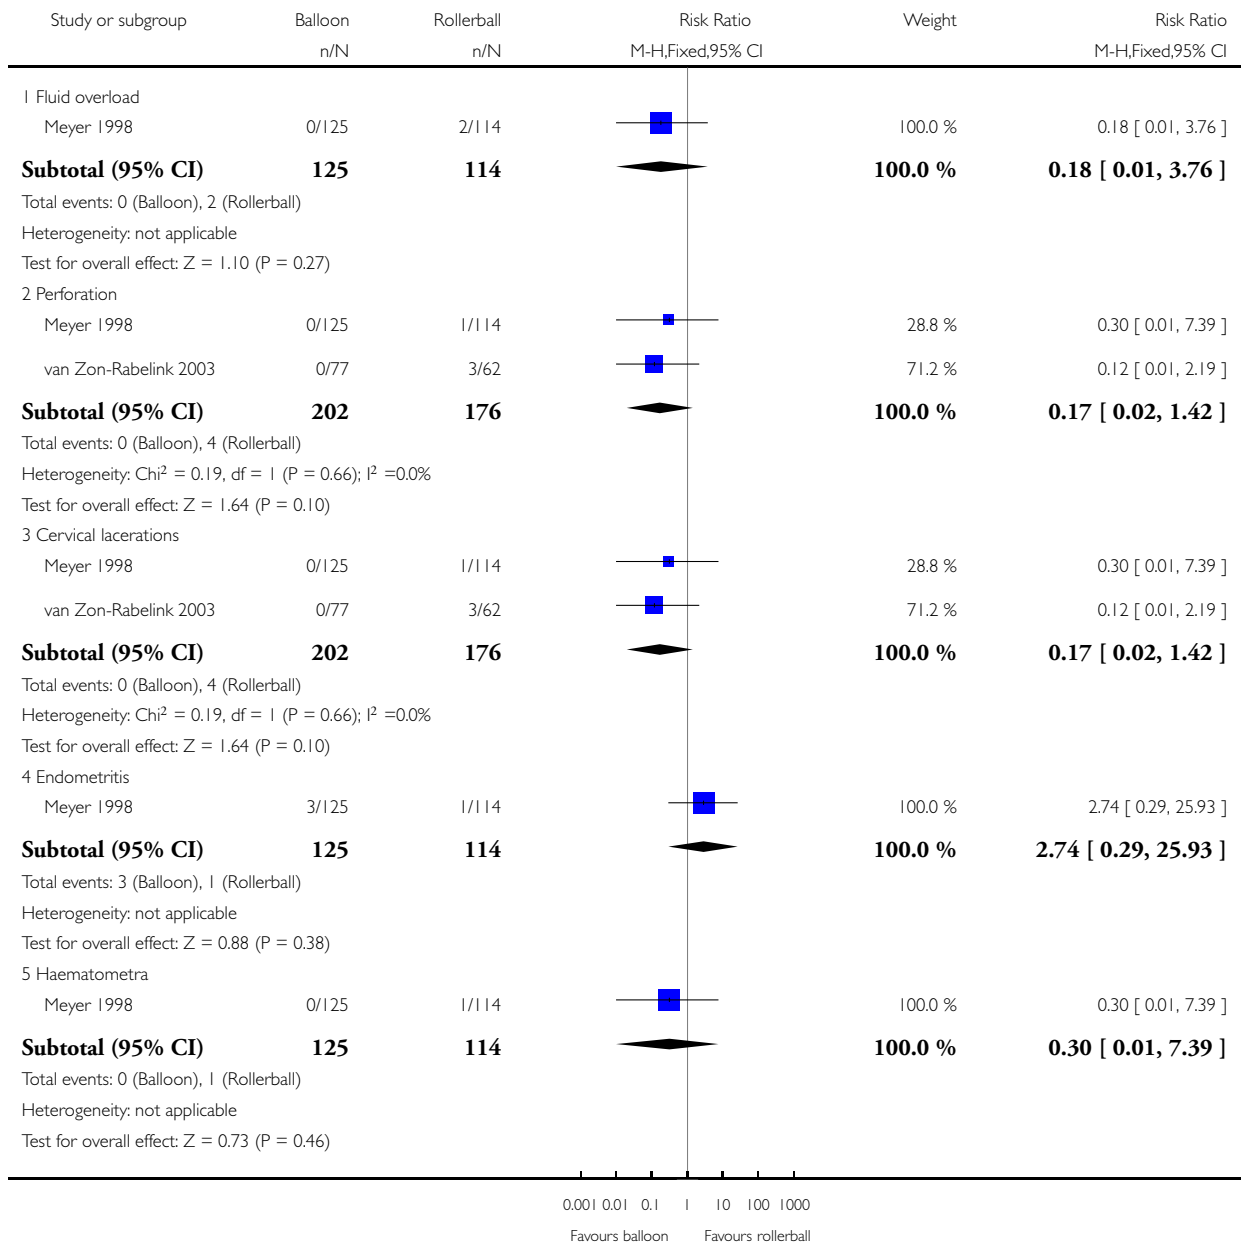 Study or subgroup Balloon Rollerball Risk Ratio Weight Risk Ratio
n/N n/N M-H,Fixed,95% CI M-H,Fixed,95% CI
1 Fluid overload
Meyer 1998 0/125 2/114 100.0 % 0.18 [ 0.01, 3.76 ]
Subtotal (95% CI) 125 114 100.0 % 0.18 [ 0.01, 3.76 ]
Total events: 0 (Balloon), 2 (Rollerball)
Heterogeneity: not applicable
Test for overall effect: Z = 1.10 (P = 0.27)
2 Perforation
Meyer 1998 0/125 1/114 28.8 % 0.30 [ 0.01, 7.39 ]
van Zon-Rabelink 2003 0/77 3/62 71.2 % 0.12 [ 0.01, 2.19 ]
Subtotal (95% CI) 202 176 100.0 % 0.17 [ 0.02, 1.42 ]
Total events: 0 (Balloon), 4 (Rollerball)
Heterogeneity: Chi² = 0.19, df = 1 (P = 0.66); I² =0.0%
Test for overall effect: Z = 1.64 (P = 0.10)
3 Cervical lacerations
Meyer 1998 0/125 1/114 28.8 % 0.30 [ 0.01, 7.39 ]
van Zon-Rabelink 2003 0/77 3/62 71.2 % 0.12 [ 0.01, 2.19 ]
Subtotal (95% CI) 202 176 100.0 % 0.17 [ 0.02, 1.42 ]
Total events: 0 (Balloon), 4 (Rollerball)
Heterogeneity: Chi² = 0.19, df = 1 (P = 0.66); I² =0.0%
Test for overall effect: Z = 1.64 (P = 0.10)
4 Endometritis
Meyer 1998 3/125 1/114 100.0 % 2.74 [ 0.29, 25.93 ]
Subtotal (95% CI) 125 114 100.0 % 2.74 [ 0.29, 25.93 ]
Total events: 3 (Balloon), 1 (Rollerball)
Heterogeneity: not applicable
Test for overall effect: Z = 0.88 (P = 0.38)
5 Haematometra
Meyer 1998 0/125 1/114 100.0 % 0.30 [ 0.01, 7.39 ]
Subtotal (95% CI) 125 114 100.0 % 0.30 [ 0.01, 7.39 ]
Total events: 0 (Balloon), 1 (Rollerball)
Heterogeneity: not applicable
Test for overall effect: Z = 0.73 (P = 0.46)
0.001 0.01 0.1 1 10 100 1000
Favours balloon Favours rollerball